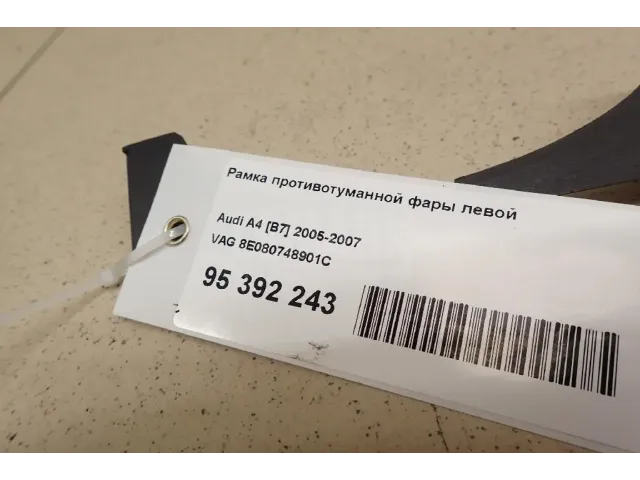 Рамка противотуманной фары левой
Audi A4 [B7] 2005-2007
VAG 8E080748901C
95 392 243